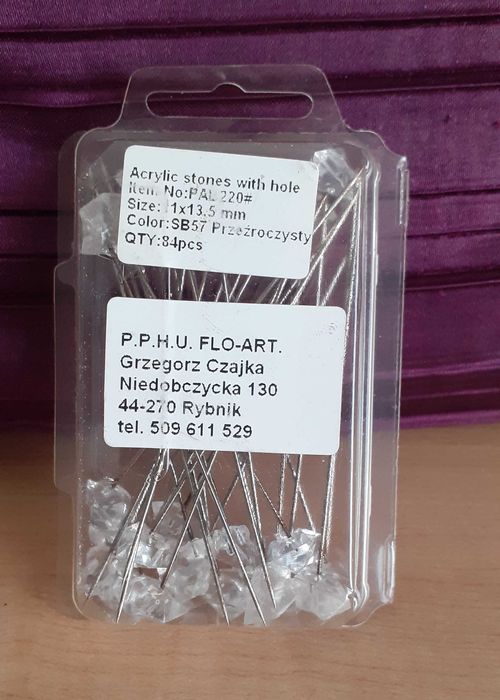 Acrylic stones with hole
Item No:PAL 220#
Size: 11x13,5 mm
Color:SB57 Przeźroczysty
QTY:84pcs
P.P.H.U. FLO-ART.
Grzegorz Czajka
Niedobczycka 130
44-270 Rybnik
tel. 509 611 529